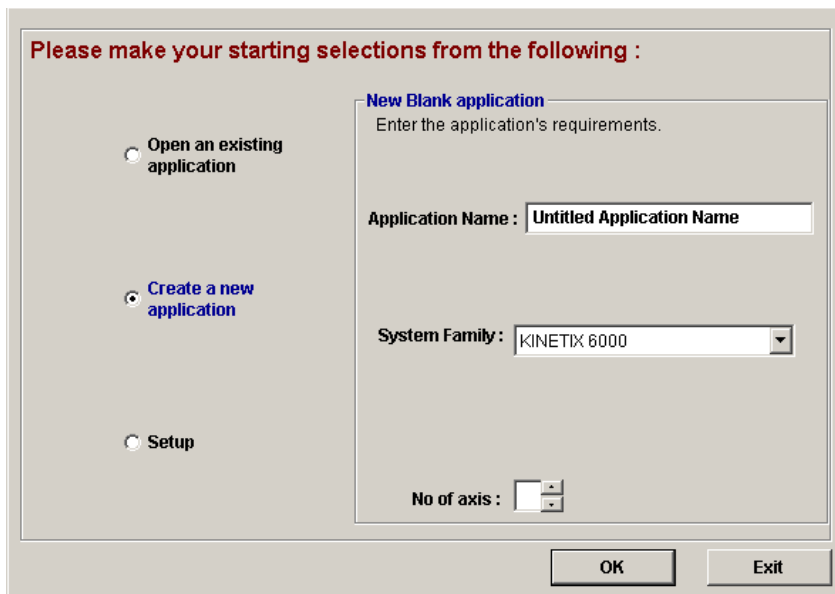 Please make your starting selections from the following :
Open an existing
application
Create a new
application
Setup
New Blank application
Enter the application's requirements.
Application Name : Untitled Application Name
System Family : KINETIX 6000
No of axis :
OK Exit